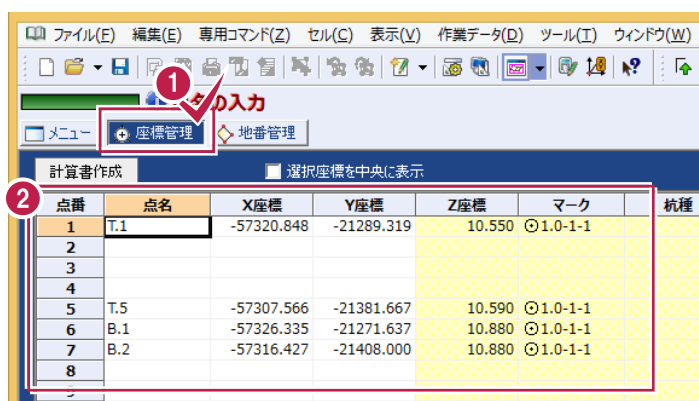 ファイル(F) 編集(E) 専用コマンド(Z) セル(C) 表示(V) 作業データ(D) ツール(T) ウィンドウ(W)
1
の入力
メニュー 座標管理 地番管理
計算書作成 選択座標を中央に表示
2
点番 点名 X座標 Y座標 Z座標 マーク 杭種
1 T.1 -57320.848 -21289.319 10.550 ⊙1.0-1-1
2
3
4
5 T.5 -57307.566 -21381.667 10.590 ⊙1.0-1-1
6 B.1 -57326.335 -21271.637 10.880 ⊙1.0-1-1
7 B.2 -57316.427 -21408.000 10.880 ⊙1.0-1-1
8